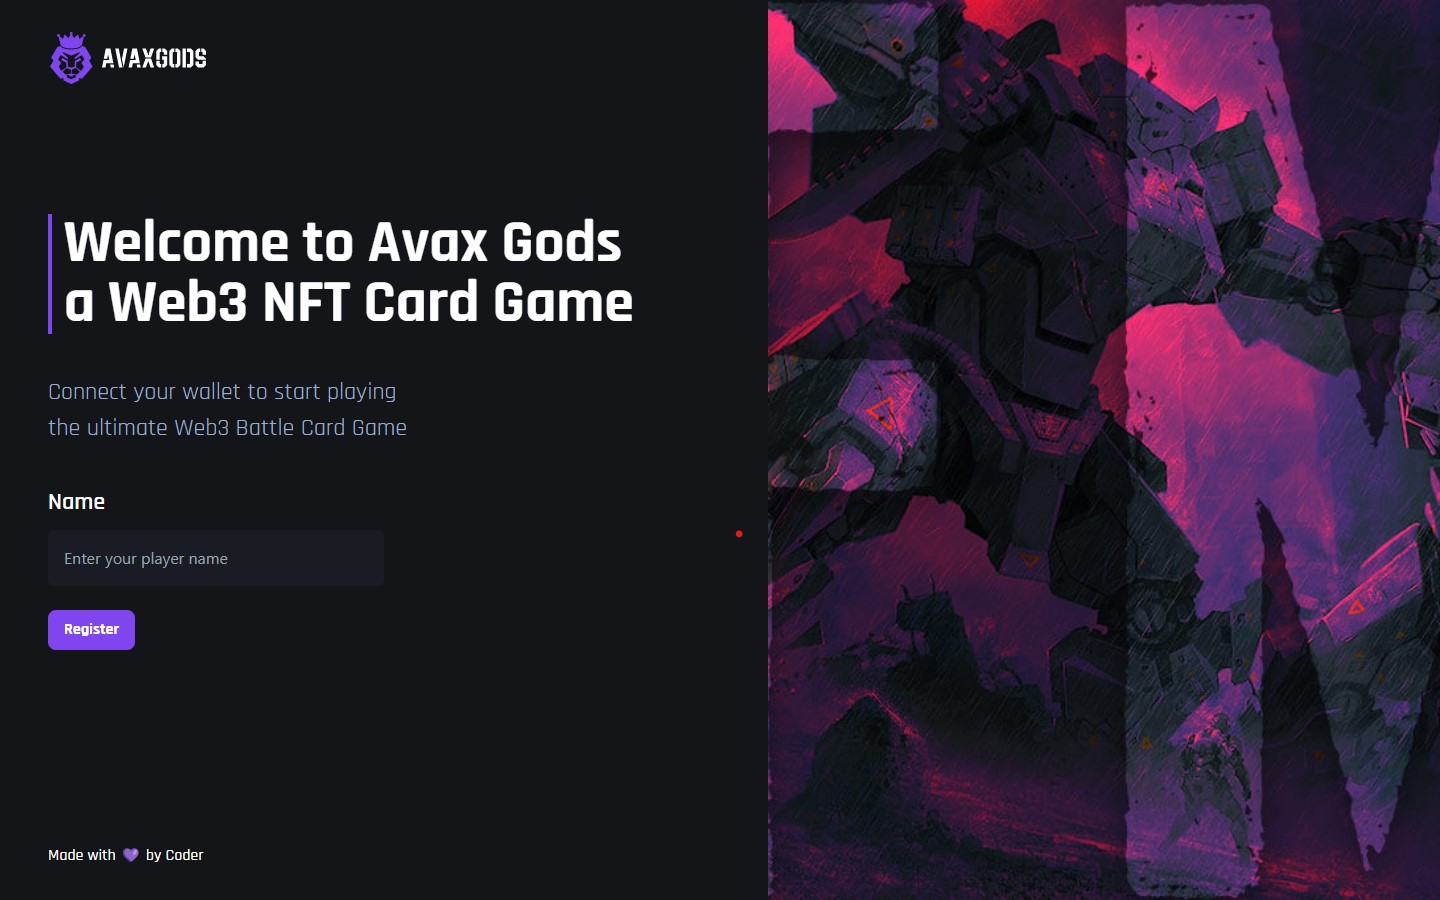 AVAXGODS
Welcome to Avax Gods
a Web3 NFT Card Game
Connect your wallet to start playing
the ultimate Web3 Battle Card Game
Name
Enter your player name
Register
Made with 💜 by Coder